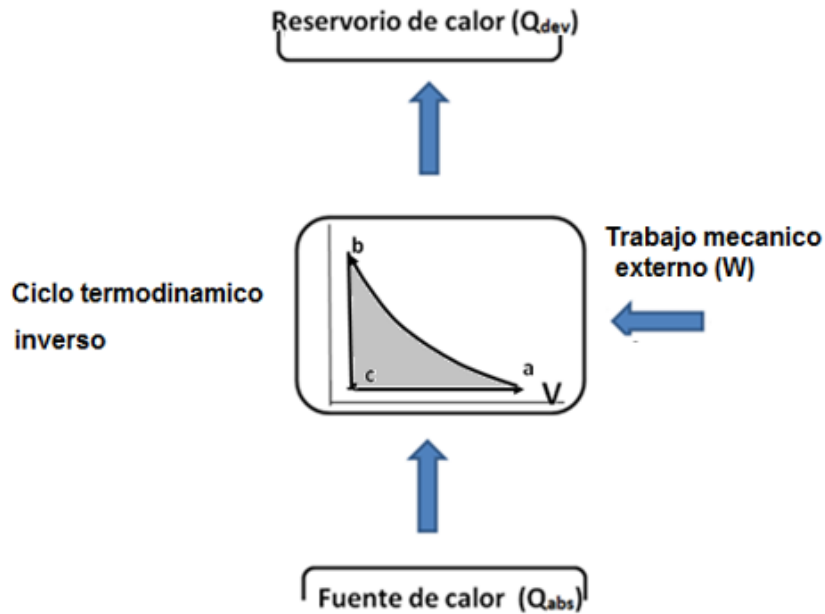 Reservorio de calor (Qdev)
b
Trabajo mecanico
externo (W)
Ciclo termodinamico
inverso
c
a
V
Fuente de calor (Qabs)